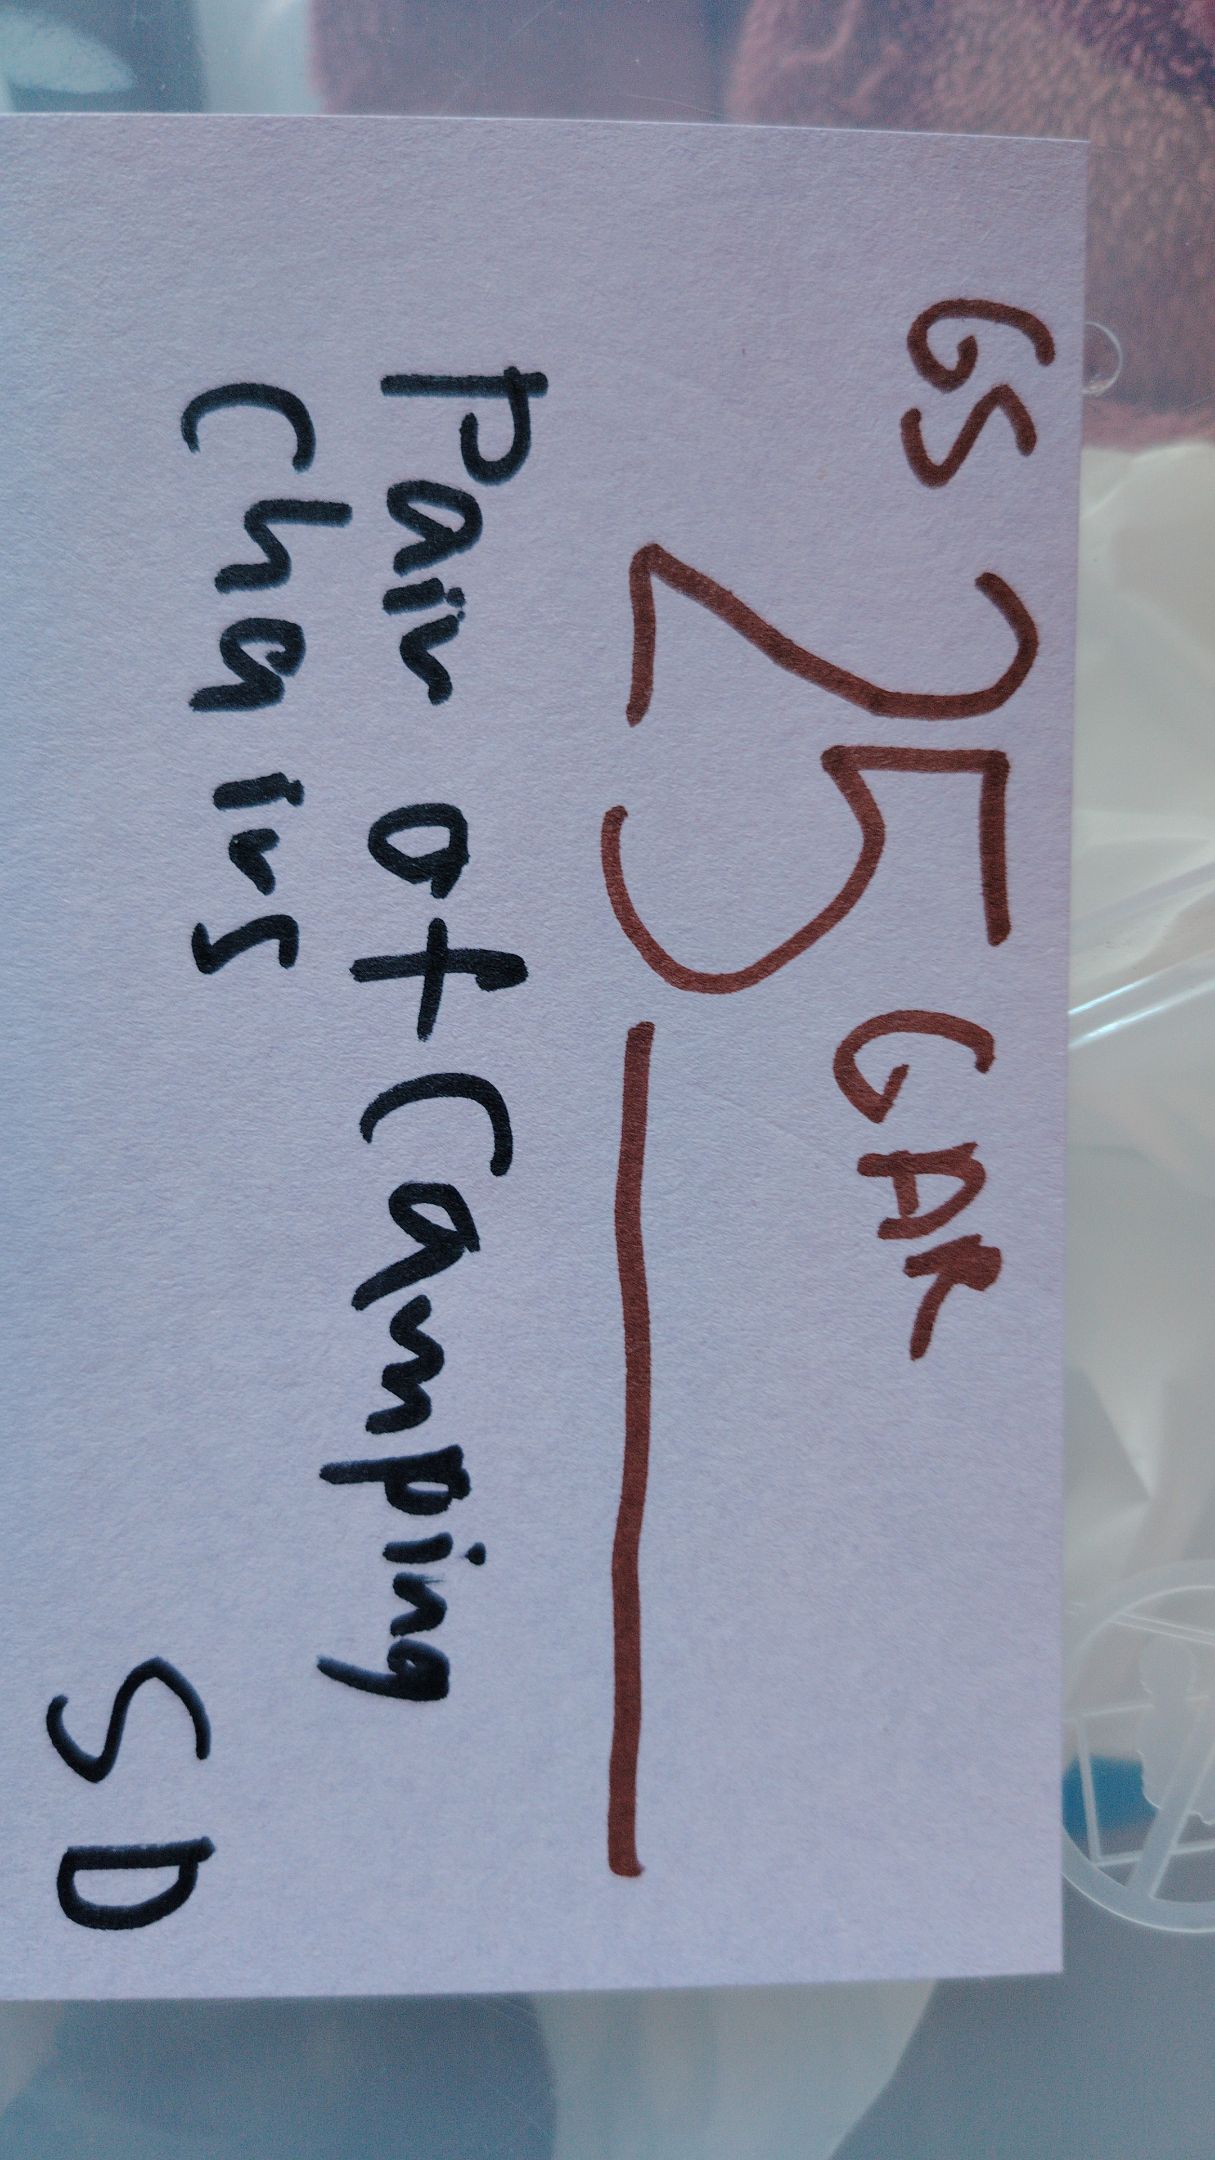 GS 25 GAR
Pair of Camping
Chairs
SD